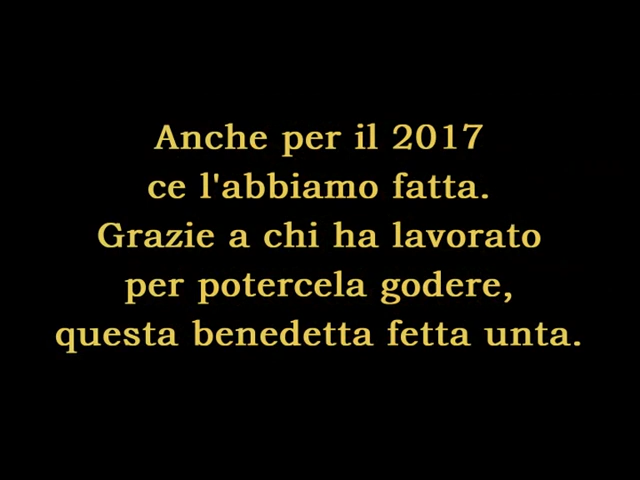 Anche per il 2017
ce l'abbiamo fatta.
Grazie a chi ha lavorato
per potercela godere,
questa benedetta fetta unta.